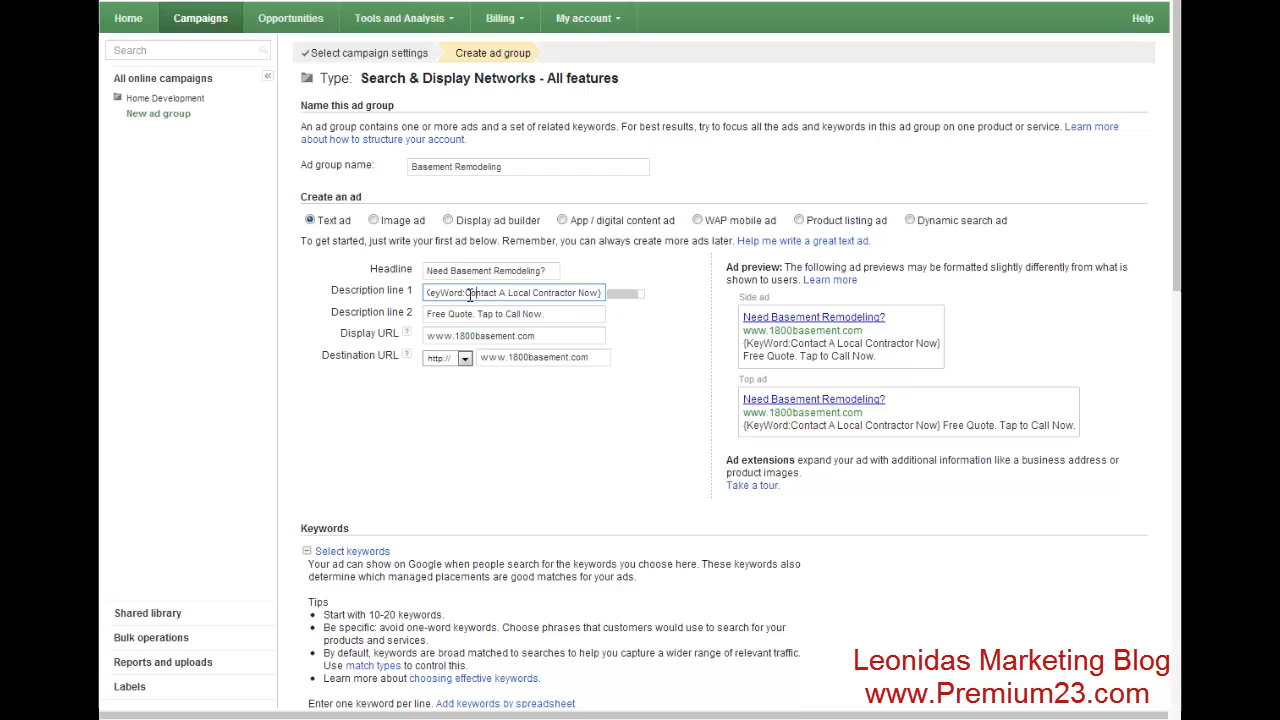 Home Campaigns Opportunities Tools and Analysis Billing My account Help
Search
All online campaigns
Home Development
New ad group
Shared library
Bulk operations
Reports and uploads
Labels
Select campaign settings Create ad group
Type: Search & Display Networks - All features
Name this ad group
An ad group contains one or more ads and a set of related keywords. For best results, try to focus all the ads and keywords in this ad group on one product or service. Learn more
about how to structure your account.
Ad group name: Basement Remodeling
Create an ad
Text ad Image ad Display ad builder App / digital content ad WAP mobile ad Product listing ad Dynamic search ad
To get started, just write your first ad below. Remember, you can always create more ads later. Help me write a great text ad.
Headline Need Basement Remodeling?
Description line 1 KeyWord:Contact A Local Contractor Now}
Description line 2 Free Quote. Tap to Call Now.
Display URL ? www.1800basement.com
Destination URL ? http:// www.1800basement.com
Ad preview: The following ad previews may be formatted slightly differently from what is
shown to users. Learn more
Side ad
Need Basement Remodeling?
www.1800basement.com
{KeyWord:Contact A Local Contractor Now}
Free Quote. Tap to Call Now.
Top ad
Need Basement Remodeling?
www.1800basement.com
{KeyWord:Contact A Local Contractor Now} Free Quote. Tap to Call Now.
Ad extensions expand your ad with additional information like a business address or
product images.
Take a tour.
Keywords
Select keywords
Your ad can show on Google when people search for the keywords you choose here. These keywords also
determine which managed placements are good matches for your ads.
Tips
Start with 10-20 keywords.
Be specific: avoid one-word keywords. Choose phrases that customers would use to search for your
products and services.
By default, keywords are broad matched to searches to help you capture a wider range of relevant traffic.
Use match types to control this.
Learn more about choosing effective keywords.
Enter one keyword per line. Add keywords by spreadsheet
Leonidas Marketing Blog
www.Premium23.com